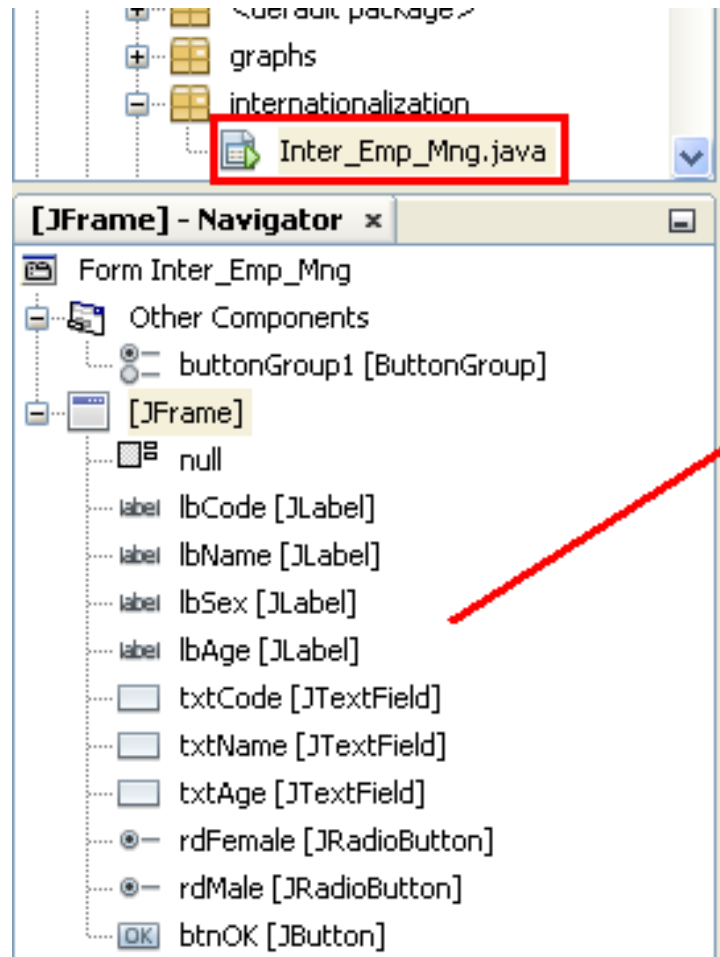 <default package>
graphs
internationalization
Inter_Emp_Mng.java
[JFrame] - Navigator x
Form Inter_Emp_Mng
Other Components
buttonGroup1 [ButtonGroup]
[JFrame]
null
label lbCode [JLabel]
label lbName [JLabel]
label lbSex [JLabel]
label lbAge [JLabel]
txtCode [JTextField]
txtName [JTextField]
txtAge [JTextField]
rdFemale [JRadioButton]
rdMale [JRadioButton]
OK btnOK [JButton]